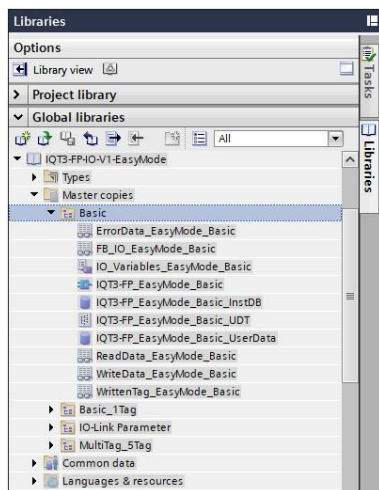 Libraries
Options
Library view
Project library
Global libraries
All
IQT3-FP-IO-V1-EasyMode
Types
Master copies
Basic
ErrorData_EasyMode_Basic
FB_IO_EasyMode_Basic
IO_Variables_EasyMode_Basic
IQT3-FP_EasyMode_Basic
IQT3-FP_EasyMode_Basic_InstDB
IQT3-FP_EasyMode_Basic_UDT
IQT3-FP_EasyMode_Basic_UserData
ReadData_EasyMode_Basic
WriteData_EasyMode_Basic
WrittenTag_EasyMode_Basic
Basic_1Tag
IO-Link Parameter
MultiTag_5Tag
Common data
Languages & resources
Tasks
Libraries